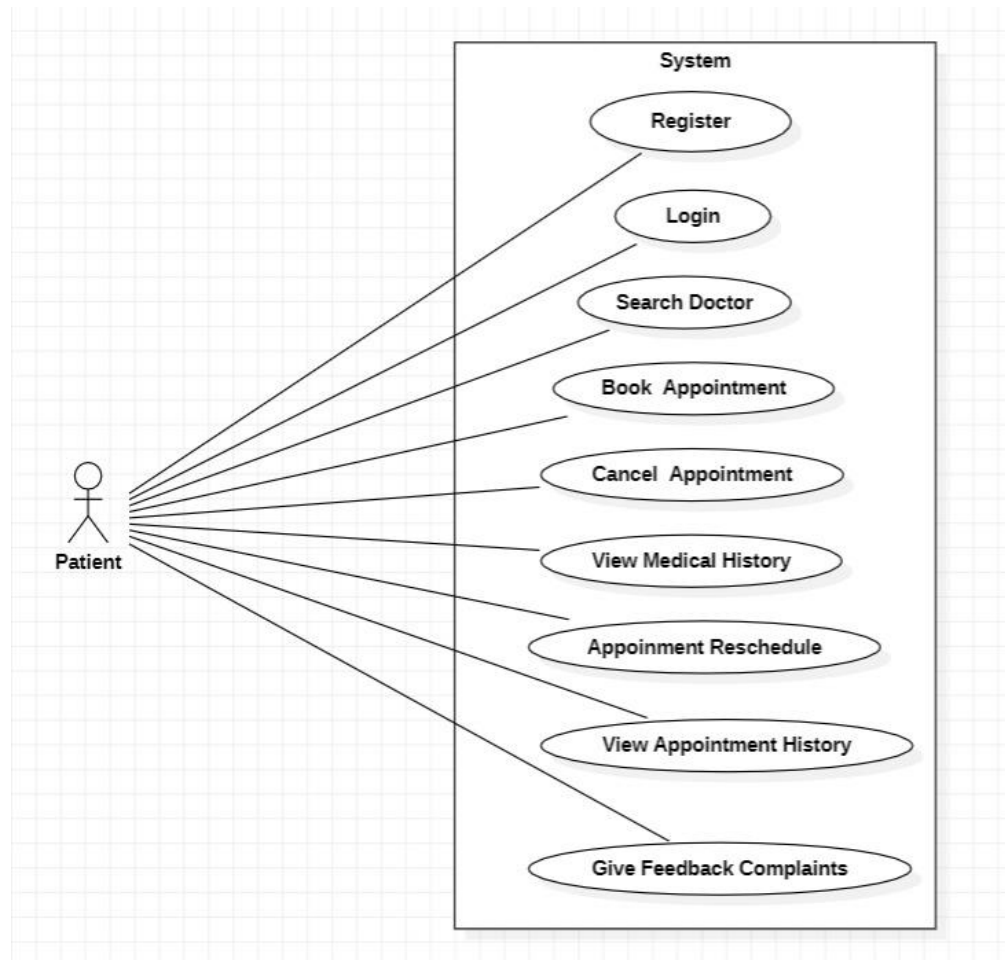 System
Register
Login
Search Doctor
Book  Appointment
Cancel  Appointment
Patient
View Medical History
Appoinment Reschedule
View Appointment History
Give Feedback Complaints